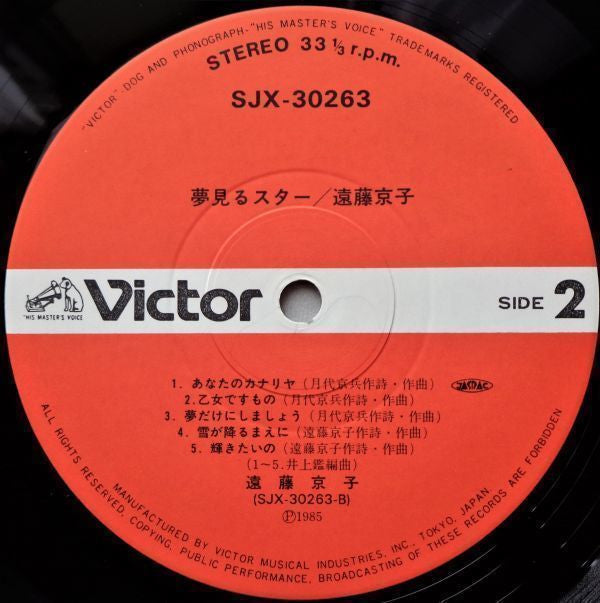 "VICTOR"-DOG AND PHONOGRAPH-"HIS MASTER'S VOICE" TRADEMARKS REGISTERED
STEREO 33 1/3 r.p.m.
SJX-30263
夢見るスター／遠藤京子
"HIS MASTER'S VOICE"
Victor
SIDE 2
1. あなたのカナリヤ（月代京兵作詩・作曲）
2. 乙女ですもの（月代京兵作詩・作曲）
3. 夢だけにしましょう（月代京兵作詩・作曲）
4. 雪が降るまえに（遠藤京子作詩・作曲）
5. 輝きたいの（遠藤京子作詩・作曲）
（1～5. 井上鑑編曲）
JASRAC
遠藤京子
(SJX-30263-B)
Ⓟ1985
MANUFACTURED BY VICTOR MUSICAL INDUSTRIES, INC., TOKYO, JAPAN.
ALL RIGHTS RESERVED, COPYING, PUBLIC PERFORMANCE, BROADCASTING OF THESE RECORDS ARE FORBIDDEN